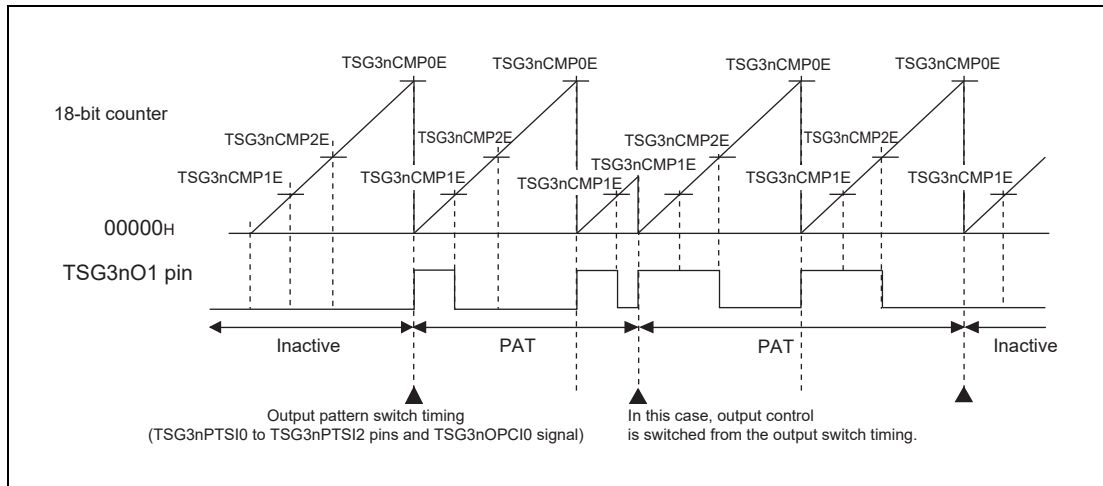 TSG3nCMP0E
TSG3nCMP0E
TSG3nCMP0E
TSG3nCMP0E
18-bit counter
TSG3nCMP2E
TSG3nCMP2E
TSG3nCMP2E
TSG3nCMP2E
TSG3nCMP1E
TSG3nCMP1E
TSG3nCMP1E
TSG3nCMP1E
TSG3nCMP1E
TSG3nCMP1E
00000H
TSG3nO1 pin
Inactive
PAT
PAT
Inactive
Output pattern switch timing
(TSG3nPTSI0 to TSG3nPTSI2 pins and TSG3nOPCI0 signal)
In this case, output control
is switched from the output switch timing.